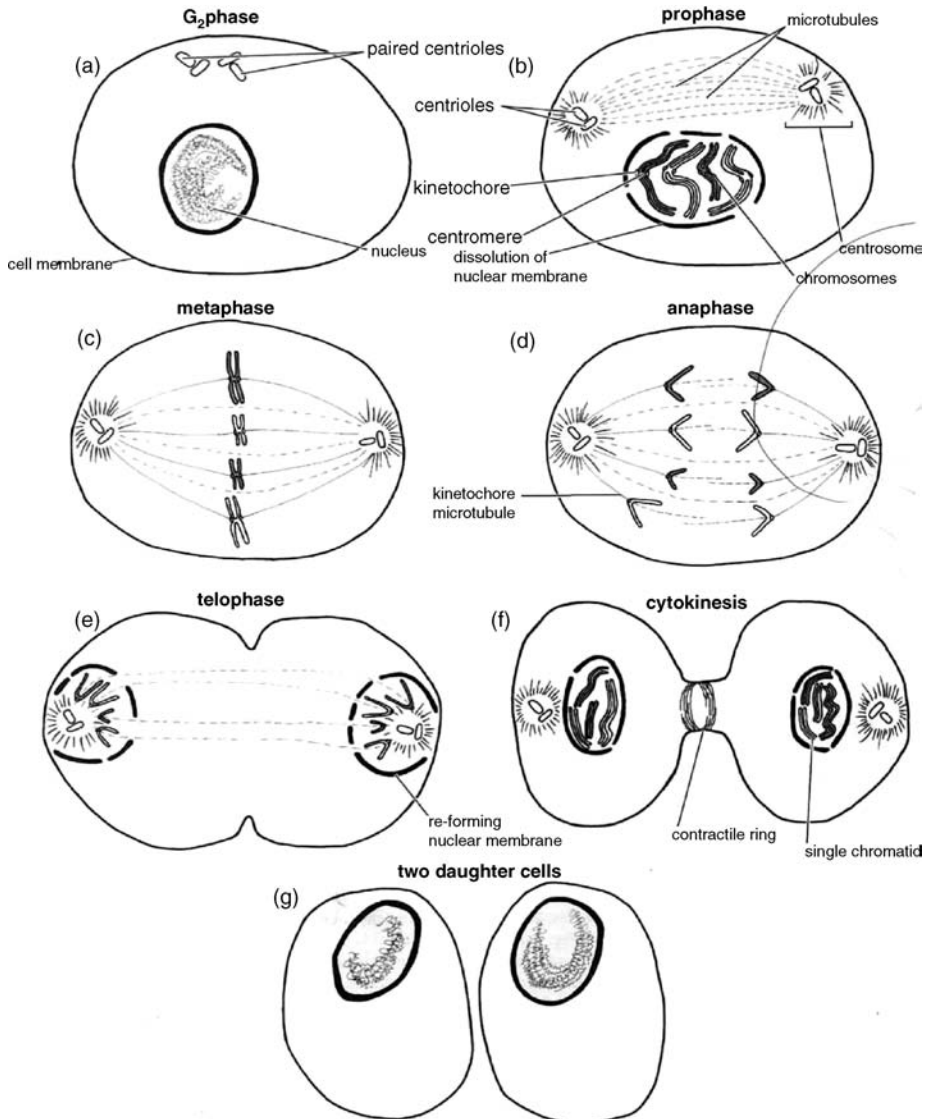 G₂phase
prophase
microtubules
(a)
paired centrioles
(b)
centrioles
kinetochore
centromere
nucleus
dissolution of
nuclear membrane
centrosome
cell membrane
chromosomes
metaphase
anaphase
(c)
(d)
kinetochore
microtubule
telophase
cytokinesis
(e)
(f)
re-forming
nuclear membrane
contractile ring
single chromatid
two daughter cells
(g)